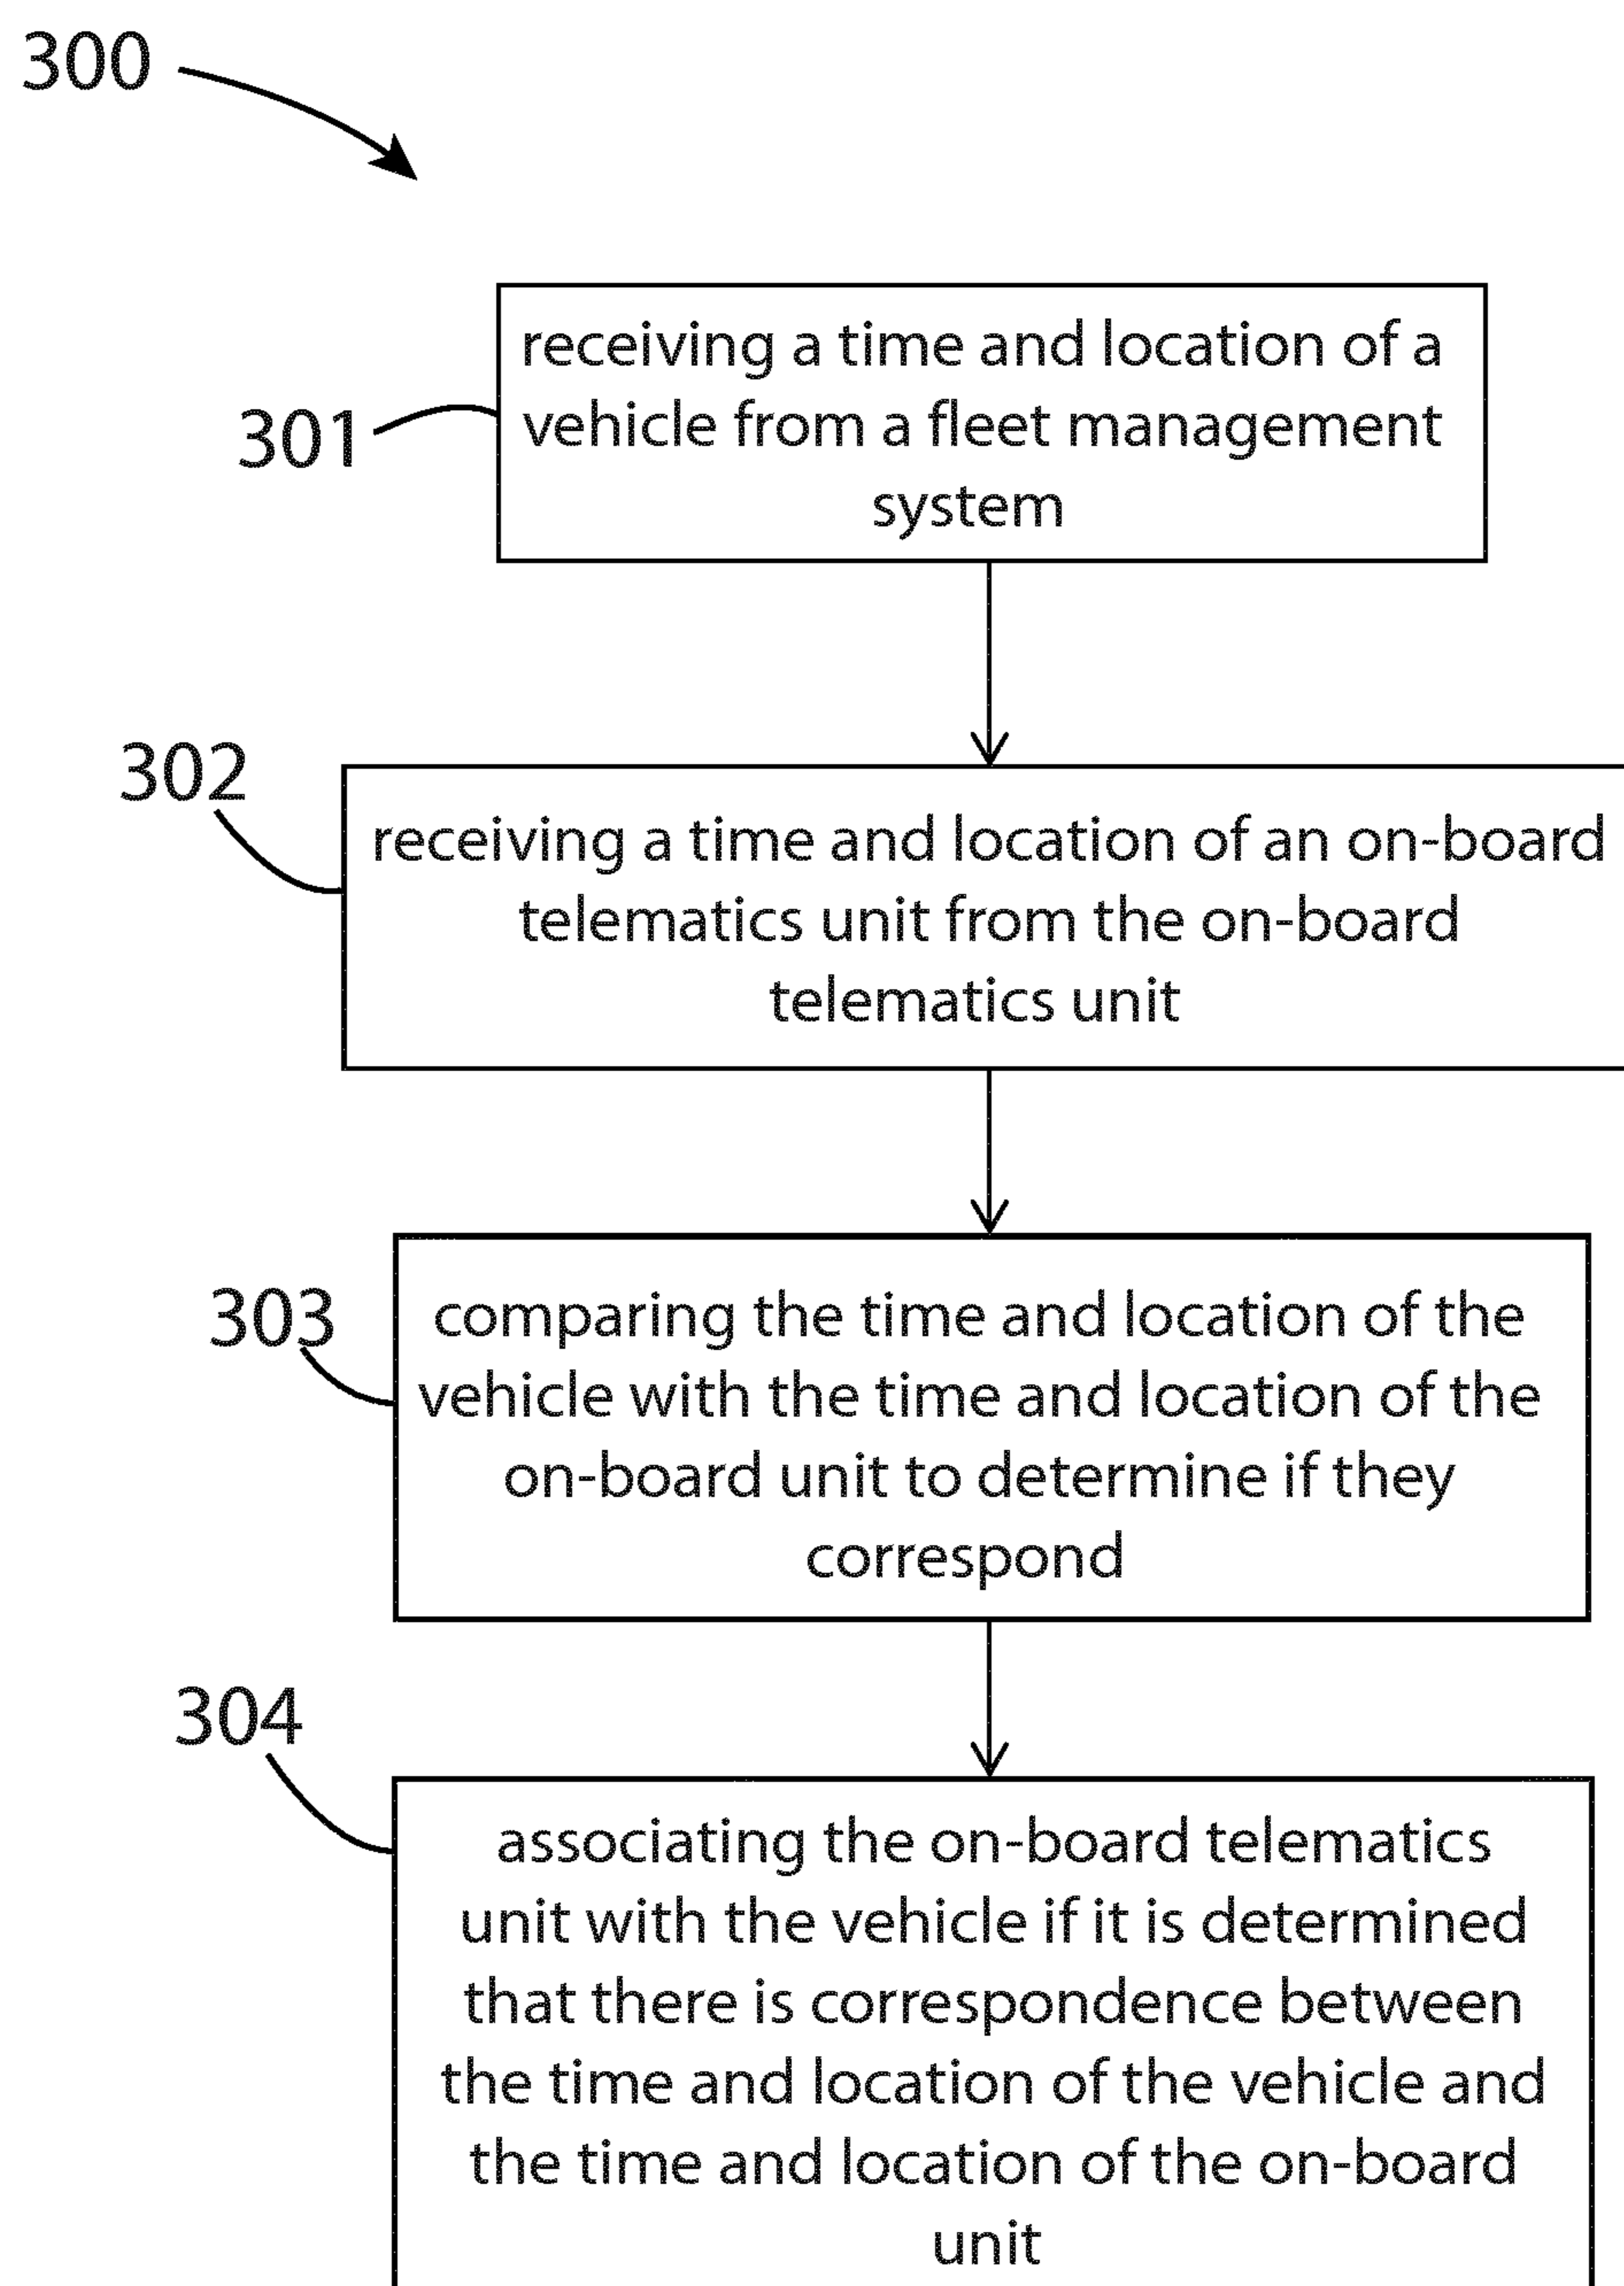 300
301
receiving a time and location of a
vehicle from a fleet management
system
302
receiving a time and location of an on-board
telematics unit from the on-board
telematics unit
303
comparing the time and location of the
vehicle with the time and location of the
on-board unit to determine if they
correspond
304
associating the on-board telematics
unit with the vehicle if it is determined
that there is correspondence between
the time and location of the vehicle and
the time and location of the on-board
unit